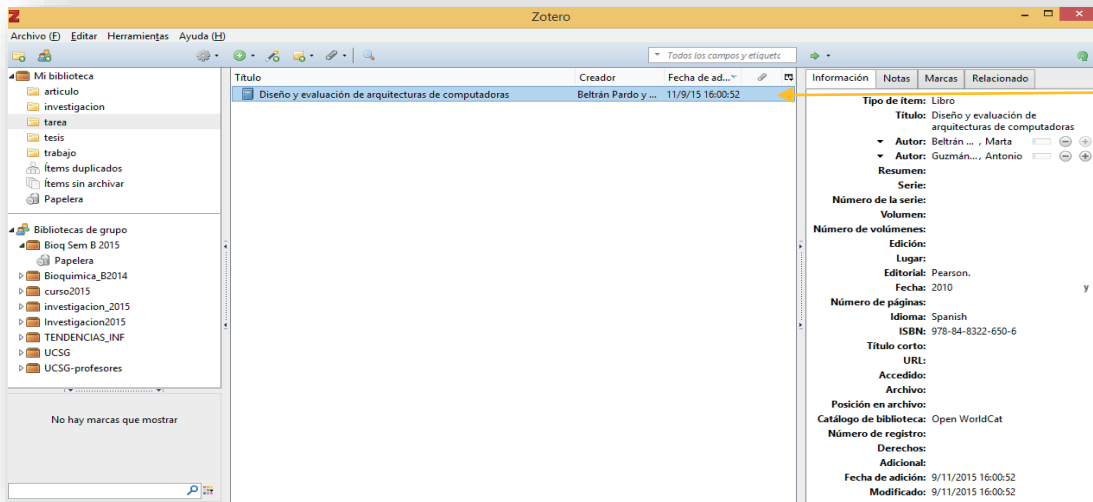 Zotero
Archivo (F) Editar Herramientas Ayuda (H)
Todos los campos y etiquetc
Mi biblioteca
articulo
investigacion
tarea
tesis
trabajo
Ítems duplicados
Ítems sin archivar
Papelera
Bibliotecas de grupo
Bioq Sem B 2015
Papelera
Bioquimica_B2014
curso2015
investigacion_2015
Investigacion2015
TENDENCIAS_INF
UCSG
UCSG-profesores
No hay marcas que mostrar
Título Creador Fecha de ad...
Diseño y evaluación de arquitecturas de computadoras Beltrán Pardo y ... 11/9/15 16:00:52
Información Notas Marcas Relacionado
Tipo de ítem: Libro
Título: Diseño y evaluación de
arquitecturas de computadoras
Autor: Beltrán ... , Marta
Autor: Guzmán..., Antonio
Resumen:
Serie:
Número de la serie:
Volumen:
Número de volúmenes:
Edición:
Lugar:
Editorial: Pearson.
Fecha: 2010 y
Número de páginas:
Idioma: Spanish
ISBN: 978-84-8322-650-6
Título corto:
URL:
Accedido:
Archivo:
Posición en archivo:
Catálogo de biblioteca: Open WorldCat
Número de registro:
Derechos:
Adicional:
Fecha de adición: 9/11/2015 16:00:52
Modificado: 9/11/2015 16:00:52